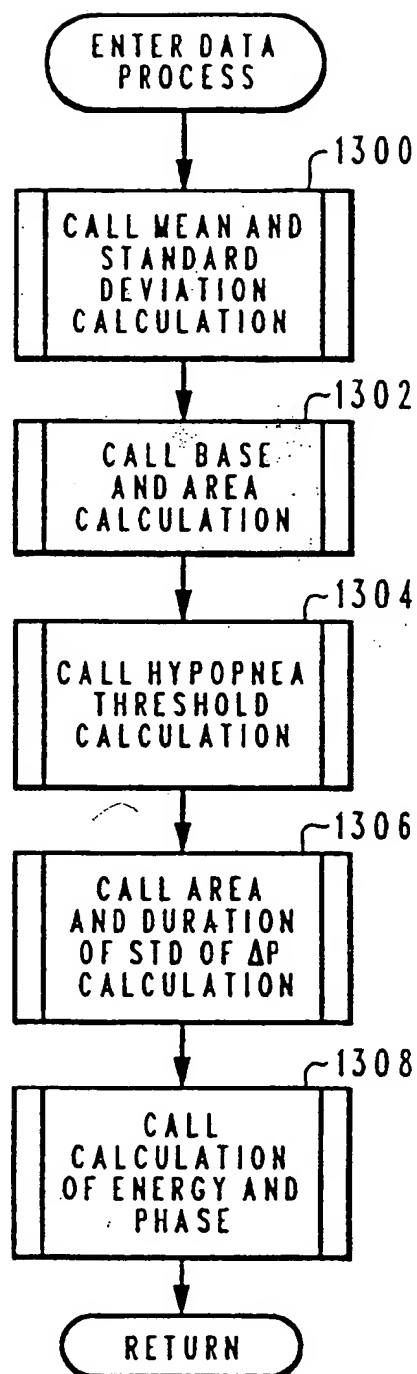 ENTER DATA
PROCESS
1300
CALL MEAN AND
STANDARD
DEVIATION
CALCULATION
1302
CALL BASE
AND AREA
CALCULATION
1304
CALL HYPOPNEA
THRESHOLD
CALCULATION
1306
CALL AREA
AND DURATION
OF STD OF ΔP
CALCULATION
1308
CALL
CALCULATION
OF ENERGY AND
PHASE
RETURN